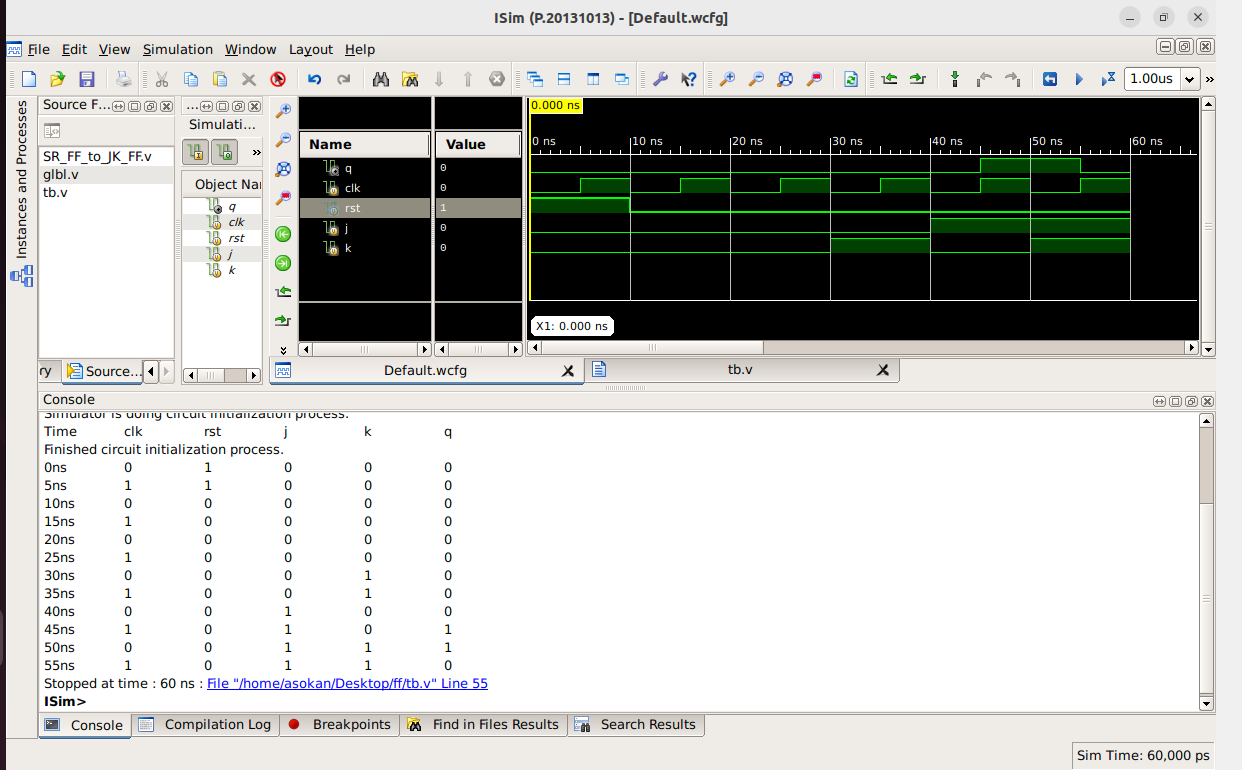 ISim (P.20131013) - [Default.wcfg]
File Edit View Simulation Window Layout Help
1.00us
»
Instances and Processes
Source F...
SR_FF_to_JK_FF.v
glbl.v
tb.v
ry
Source...
...
Simulati...
»
Object Na
q
clk
rst
j
k
Name Value
q 0
clk 0
rst 1
j 0
k 0
0.000 ns
0 ns 10 ns 20 ns 30 ns 40 ns 50 ns 60 ns
X1: 0.000 ns
Default.wcfg
tb.v
Console
Simulator is doing circuit initialization process.
Time clk rst j k q
Finished circuit initialization process.
0ns 0 1 0 0 0
5ns 1 1 0 0 0
10ns 0 0 0 0 0
15ns 1 0 0 0 0
20ns 0 0 0 0 0
25ns 1 0 0 0 0
30ns 0 0 0 1 0
35ns 1 0 0 1 0
40ns 0 0 1 0 0
45ns 1 0 1 0 1
50ns 0 0 1 1 1
55ns 1 0 1 1 0
Stopped at time : 60 ns : File "/home/asokan/Desktop/ff/tb.v" Line 55
ISim>
Console
Compilation Log
Breakpoints
Find in Files Results
Search Results
Sim Time: 60,000 ps